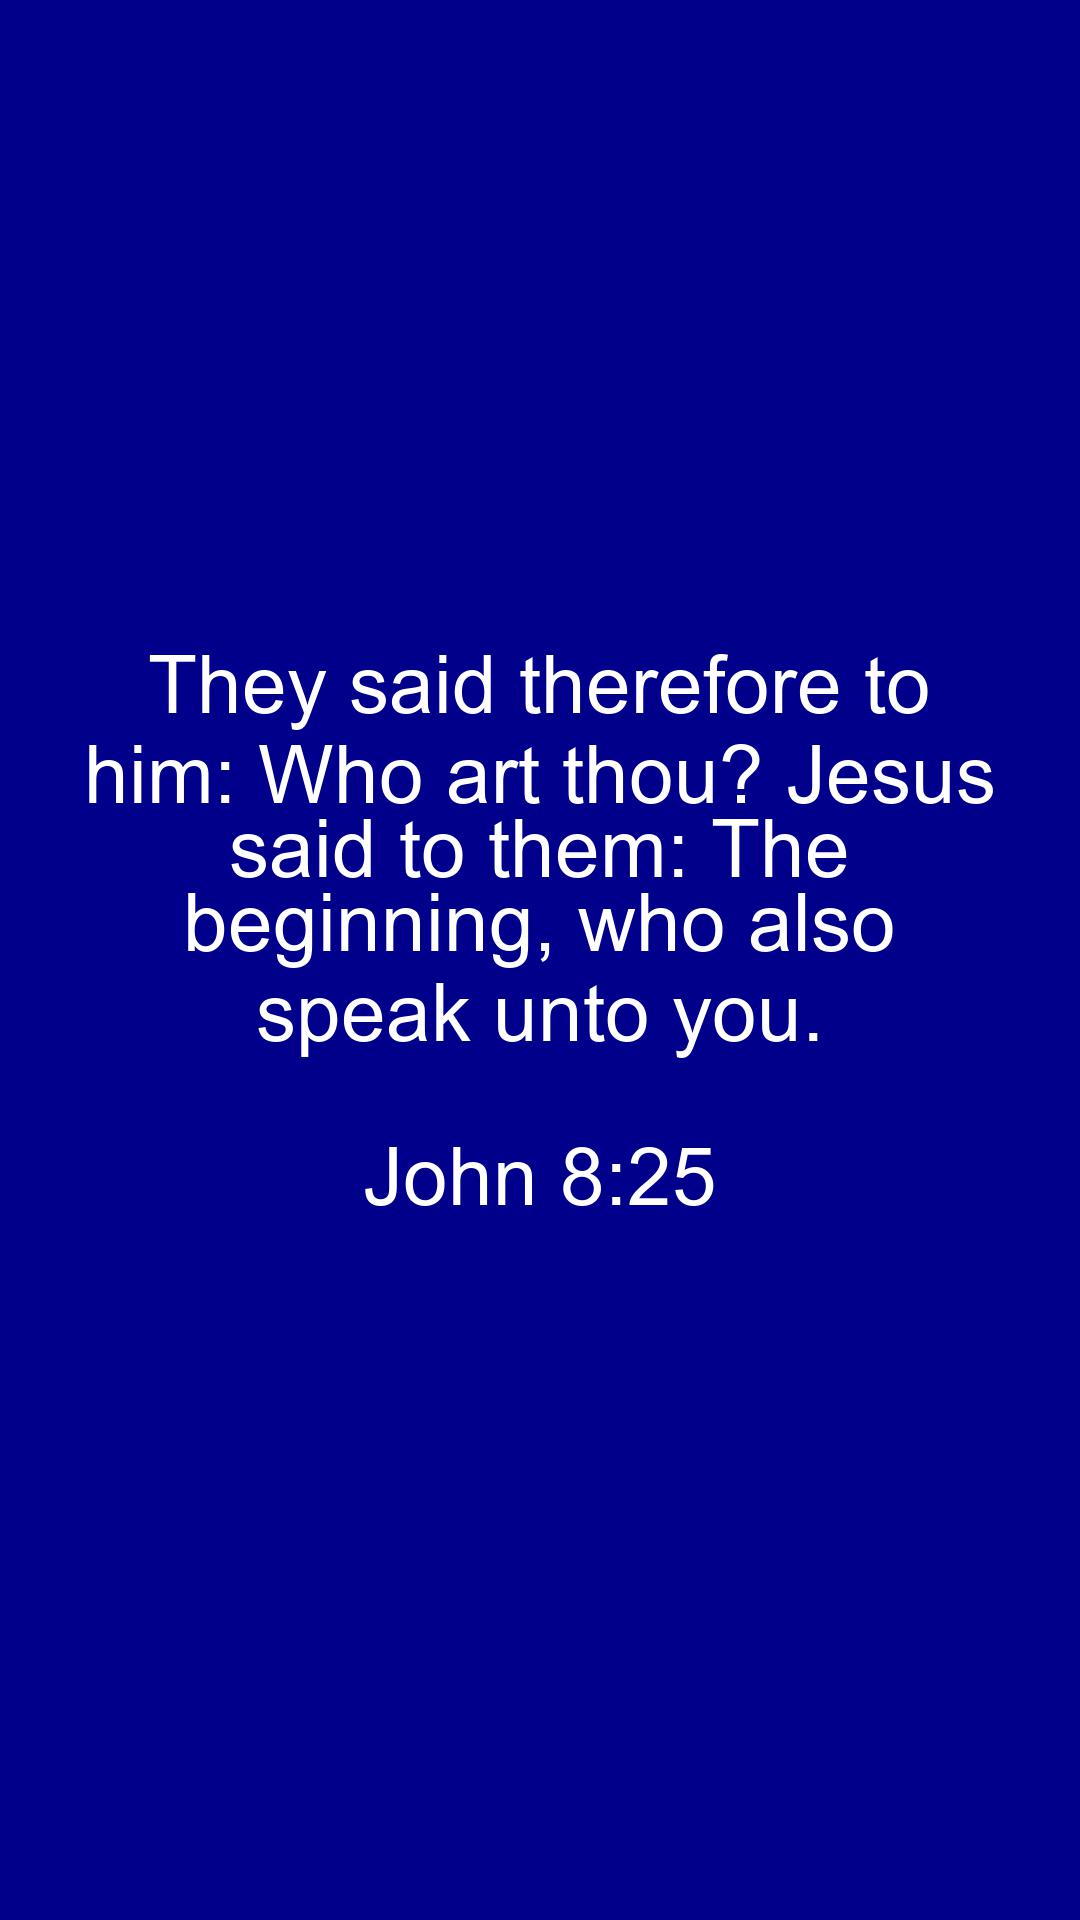 They said therefore to
him: Who art thou? Jesus
said to them: The
beginning, who also
speak unto you.
John 8:25